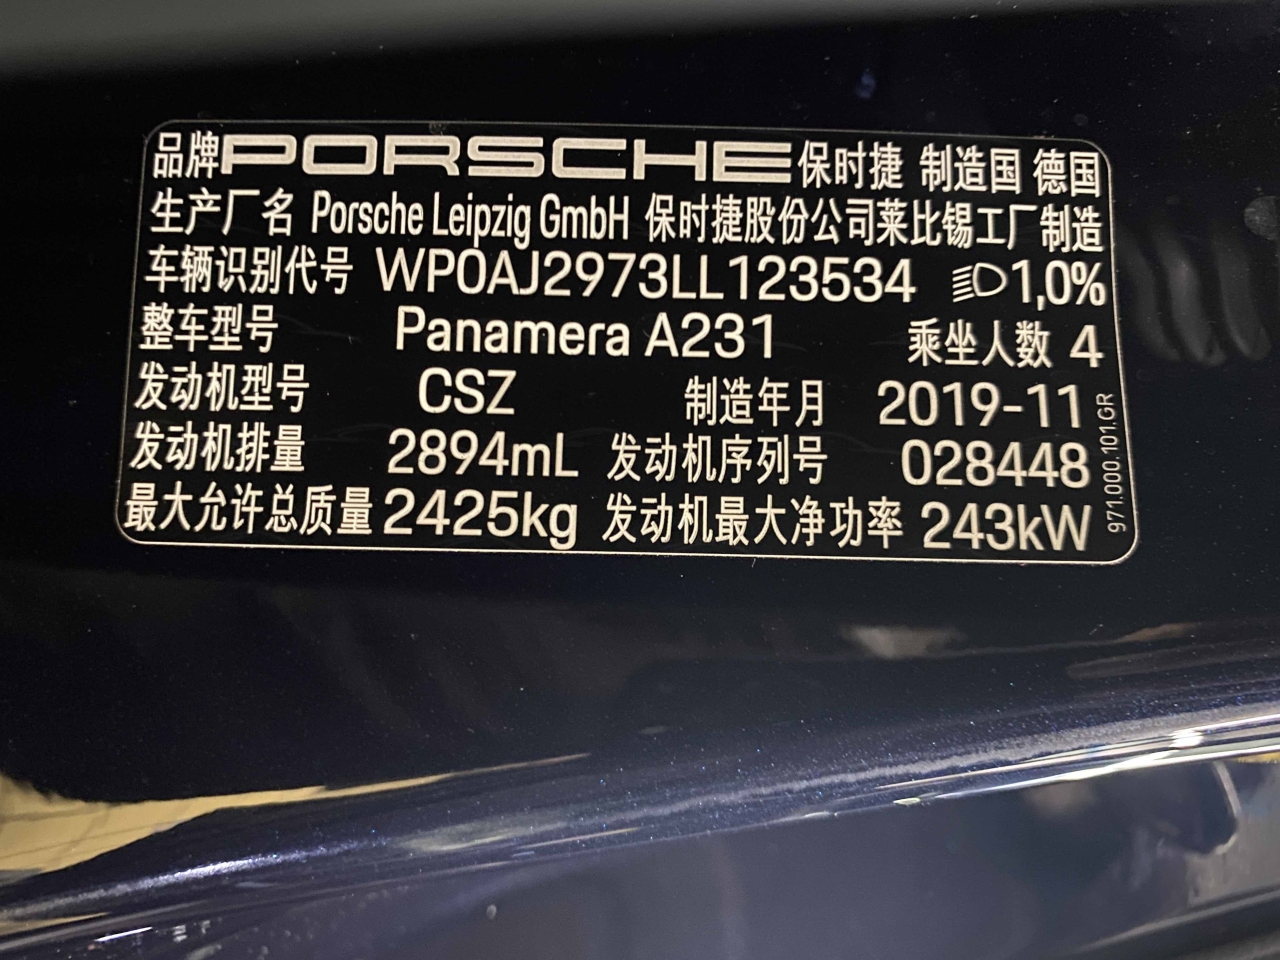 品牌PORSCHE保时捷 制造国 德国
生产厂名 Porsche Leipzig GmbH 保时捷股份公司莱比锡工厂制造
车辆识别代号 WP0AJ2973LL123534 1,0%
整车型号 Panamera A231 乘坐人数 4
发动机型号 CSZ 制造年月 2019-11
发动机排量 2894mL 发动机序列号 028448
最大允许总质量 2425kg 发动机最大净功率 243kW
971.000.101.GR